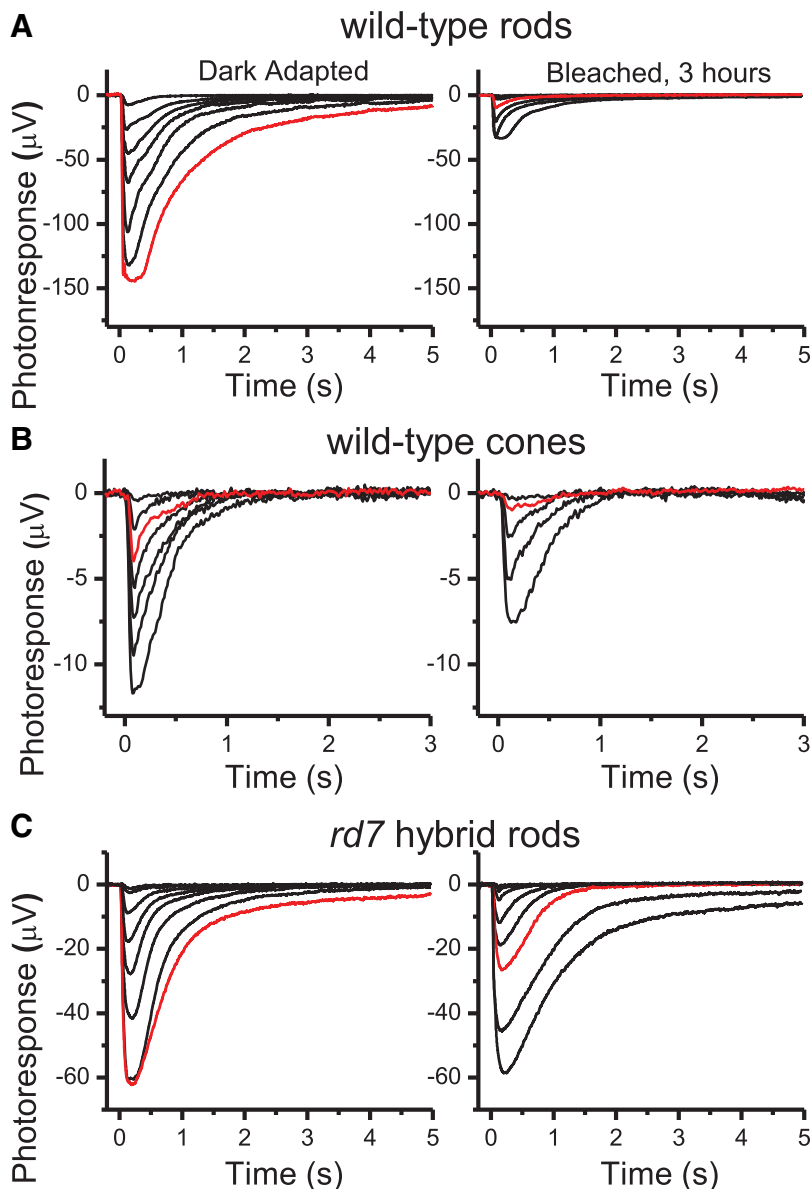 A
wild-type rods
Dark Adapted
Bleached, 3 hours
Photonresponse (µV)
0
-50
-100
-150
0 1 2 3 4 5
Time (s)
0
-50
-100
-150
0 1 2 3 4 5
Time (s)
B
wild-type cones
Photoresponse (µV)
0
-5
-10
0 1 2 3
Time (s)
0
-5
-10
0 1 2 3
Time (s)
C
rd7 hybrid rods
Photoresponse (µV)
0
-20
-40
-60
0 1 2 3 4 5
Time (s)
0
-20
-40
-60
0 1 2 3 4 5
Time (s)